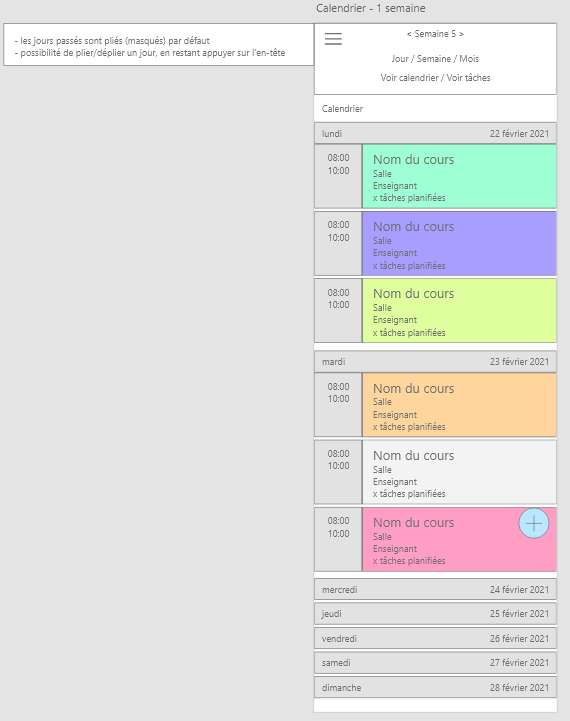 Calendrier - 1 semaine
- les jours passés sont pliés (masqués) par défaut
- possibilité de plier/déplier un jour, en restant appuyer sur l'en-tête
< Semaine 5 >
Jour / Semaine / Mois
Voir calendrier / Voir tâches
Calendrier
lundi 22 février 2021
08:00
10:00
Nom du cours
Salle
Enseignant
x tâches planifiées
08:00
10:00
Nom du cours
Salle
Enseignant
x tâches planifiées
08:00
10:00
Nom du cours
Salle
Enseignant
x tâches planifiées
mardi 23 février 2021
08:00
10:00
Nom du cours
Salle
Enseignant
x tâches planifiées
08:00
10:00
Nom du cours
Salle
Enseignant
x tâches planifiées
08:00
10:00
Nom du cours
Salle
Enseignant
x tâches planifiées
mercredi 24 février 2021
jeudi 25 février 2021
vendredi 26 février 2021
samedi 27 février 2021
dimanche 28 février 2021